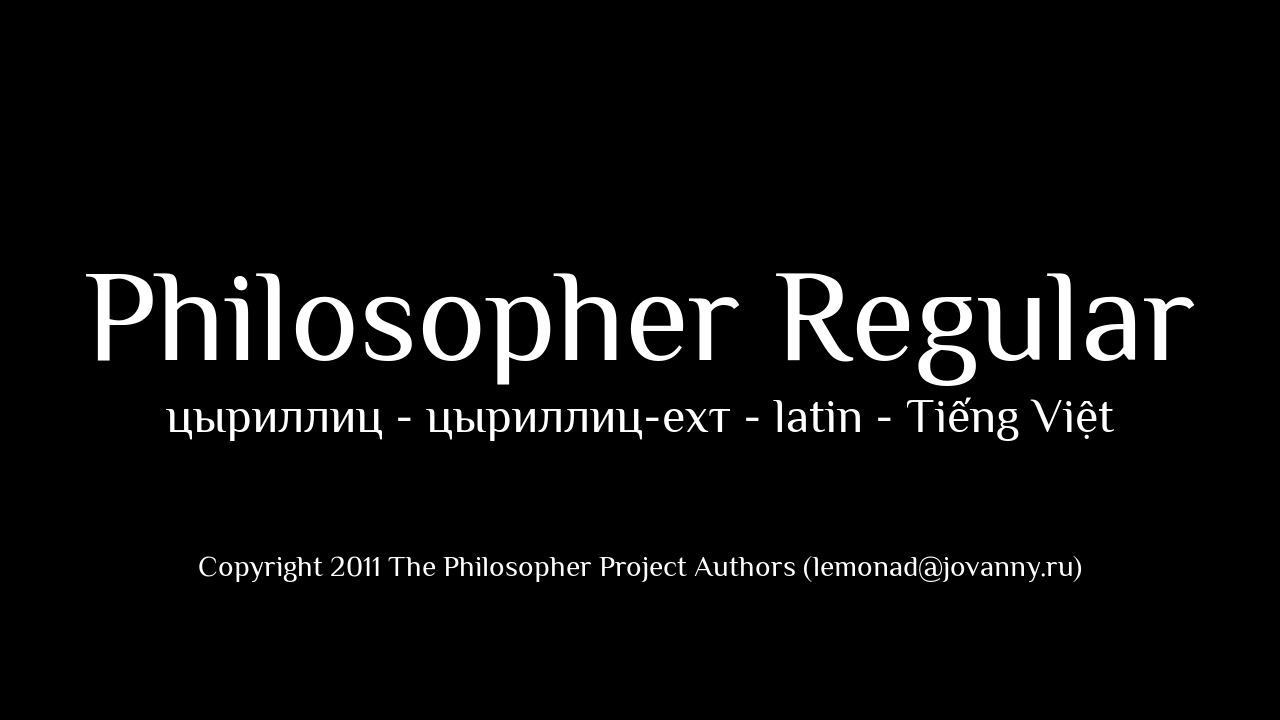 Philosopher Regular
цыриллиц - цыриллиц-ехт - latin - Tiếng Việt
Copyright 2011 The Philosopher Project Authors (lemonad@jovanny.ru)